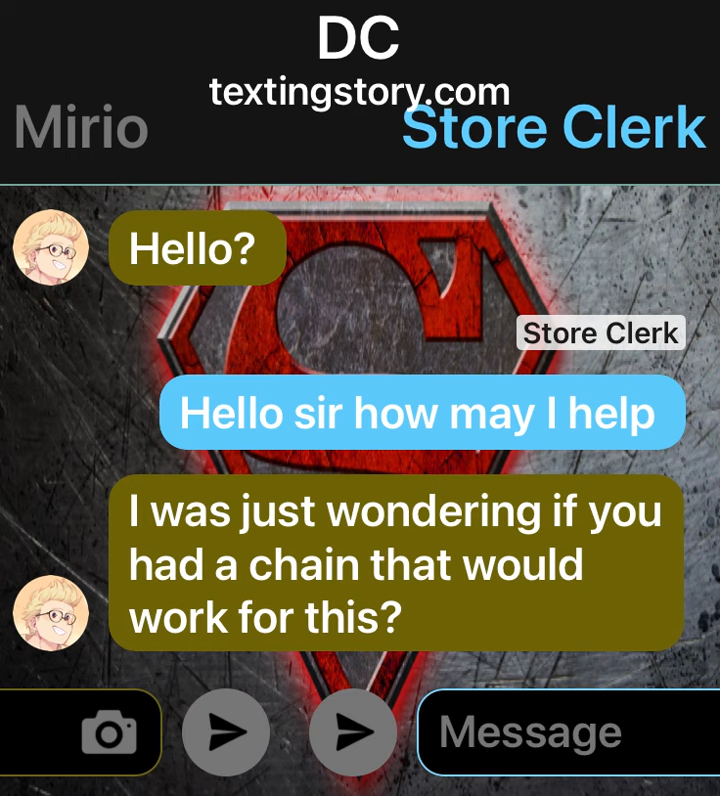 DC
textingstory.com
Mirio
Store Clerk
Hello?
Store Clerk
Hello sir how may I help
I was just wondering if you
had a chain that would
work for this?
Message